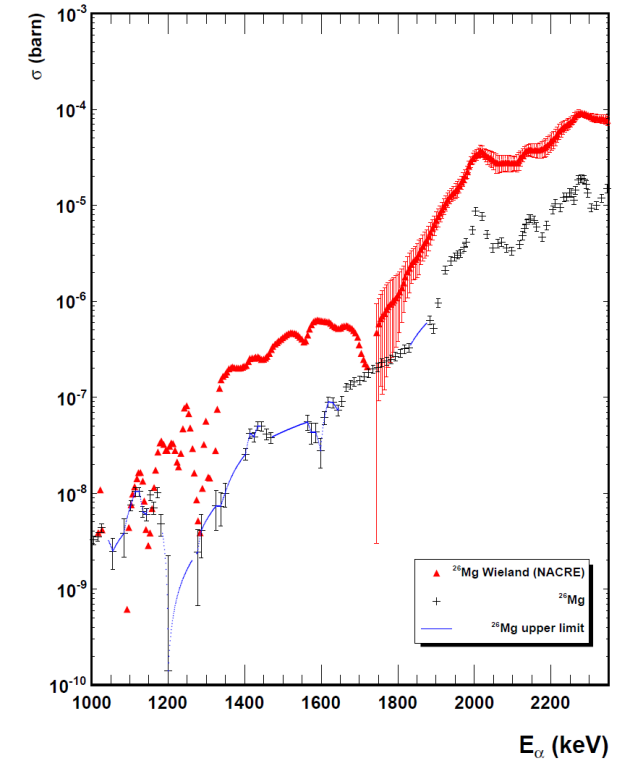 σ (barn)
10⁻³
10⁻⁴
10⁻⁵
10⁻⁶
10⁻⁷
10⁻⁸
10⁻⁹
10⁻¹⁰
²⁶Mg Wieland (NACRE)
²⁶Mg
²⁶Mg upper limit
1000 1200 1400 1600 1800 2000 2200
Eα (keV)